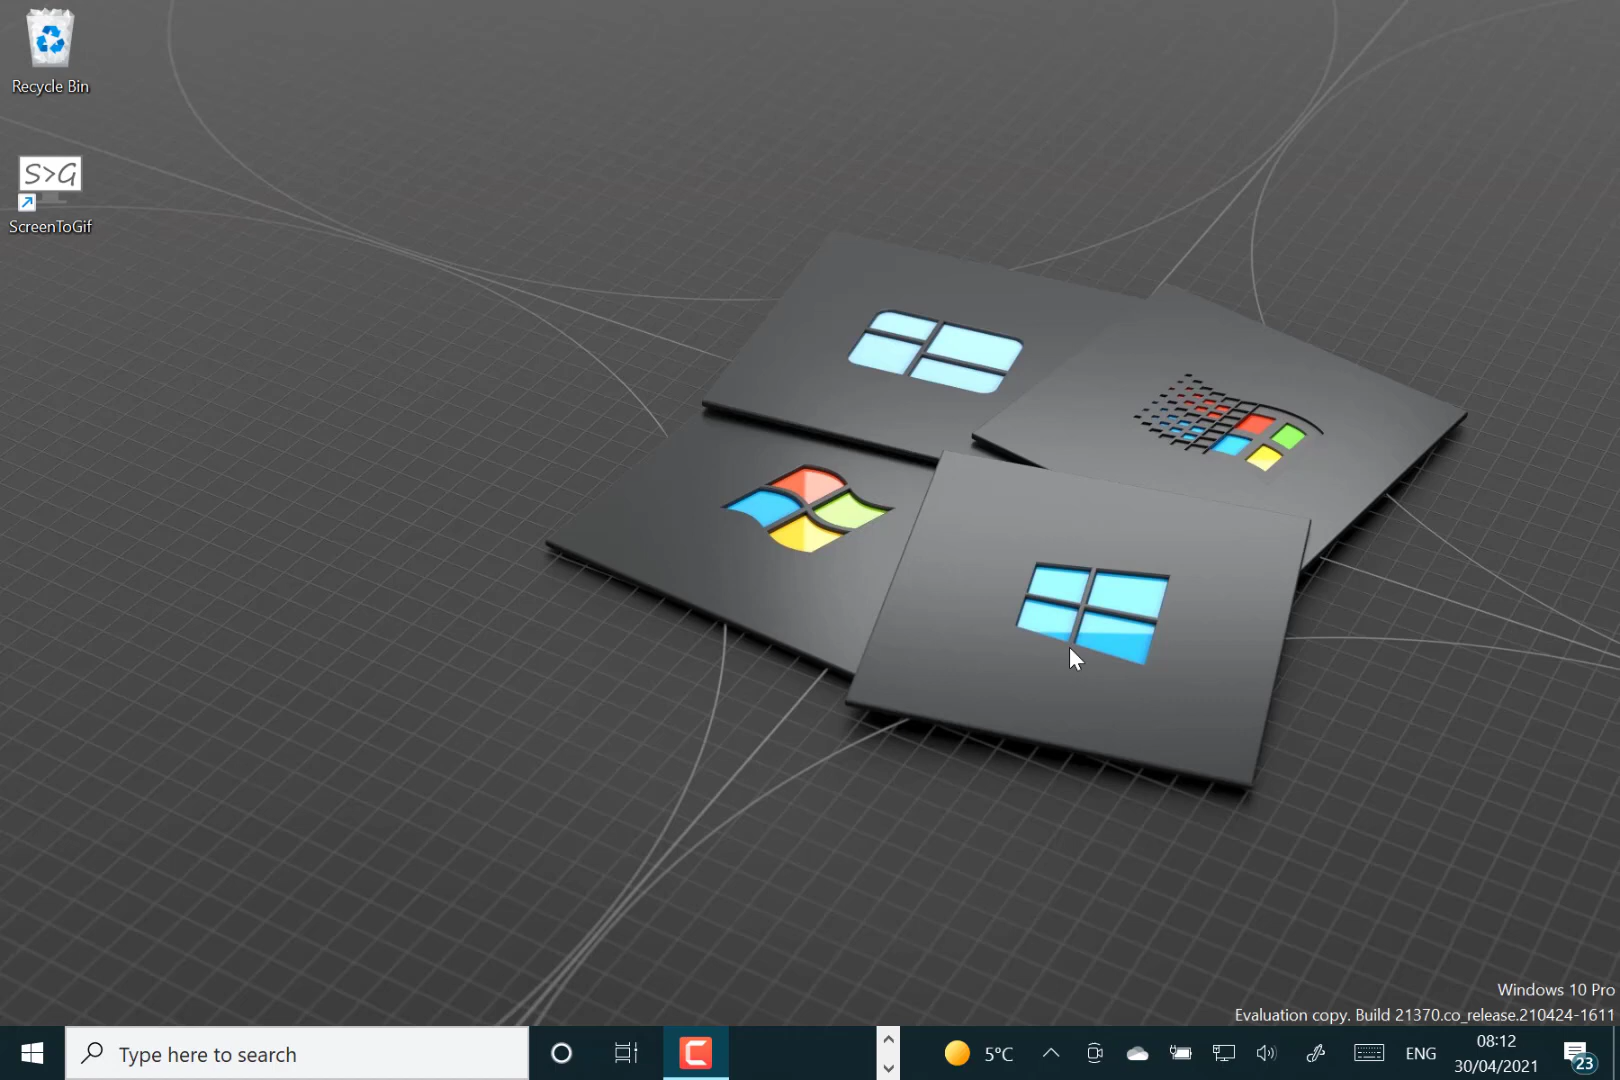 Recycle Bin
S>G
ScreenToGif
Windows 10 Pro
Evaluation copy. Build 21370.co_release.210424-1611
Type here to search
5°C
ENG
08:12
30/04/2021
23